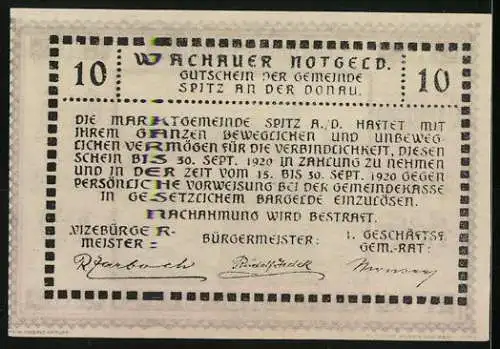 WACHAUER NOTGELD.
10 GUTSCHEIN DER GEMEINDE 10
SPITZ AN DER DONAU.
DIE MARKTGEMEINDE SPITZ A./D. HAFTET MIT
IHREM GANZEN BEWEGLICHEN UND UNBEWEG-
LICHEN VERMÖGEN FÜR DIE VERBINDLICHKEIT, DIESEN
SCHEIN BIS 30. SEPT. 1920 IN ZAHLUNG ZU NEHMEN
UND IN DER ZEIT VOM 15. BIS 30. SEPT. 1920 GEGEN
PERSÖNLICHE VORWEISUNG BEI DER GEMEINDEKASSE
IN GESETZLICHEM BARGELDE EINZULÖSEN.
NACHAHMUNG WIRD BESTRAFT.
VIZEBÜRGER-
MEISTER:
BÜRGERMEISTER:
1. GESCHÄFTSF.
GEM.-RAT: